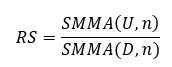 RS = SMMA(U, n) / SMMA(D, n)